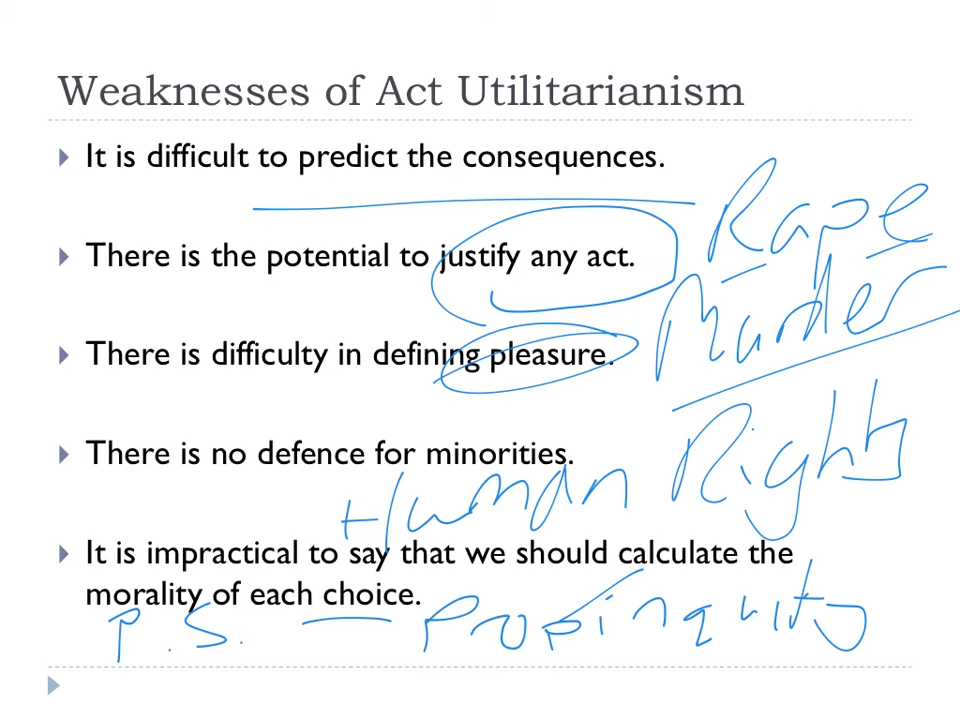 Weaknesses of Act Utilitarianism
It is difficult to predict the consequences.
Rape
There is the potential to justify any act.
Murder
There is difficulty in defining pleasure.
There is no defence for minorities.
Human Rights
It is impractical to say that we should calculate the
morality of each choice.
P.S. — Propinquity